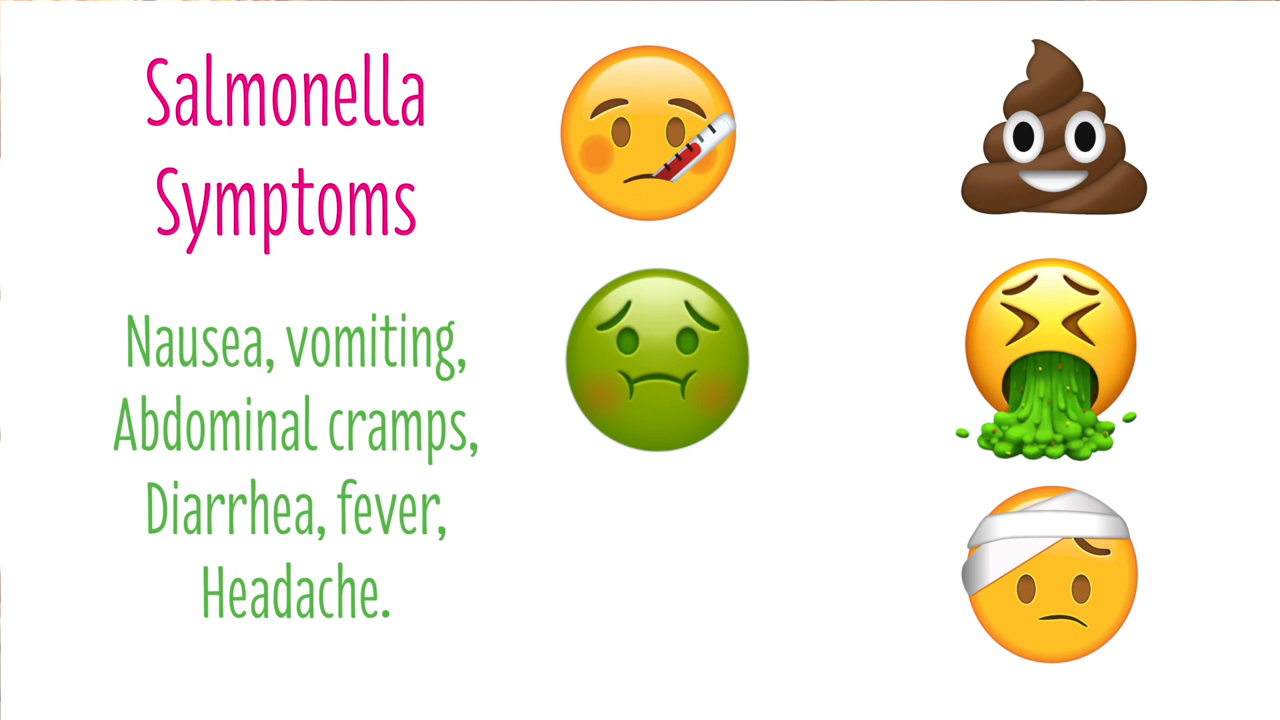 Salmonella
Symptoms
Nausea, vomiting,
Abdominal cramps,
Diarrhea, fever,
Headache.